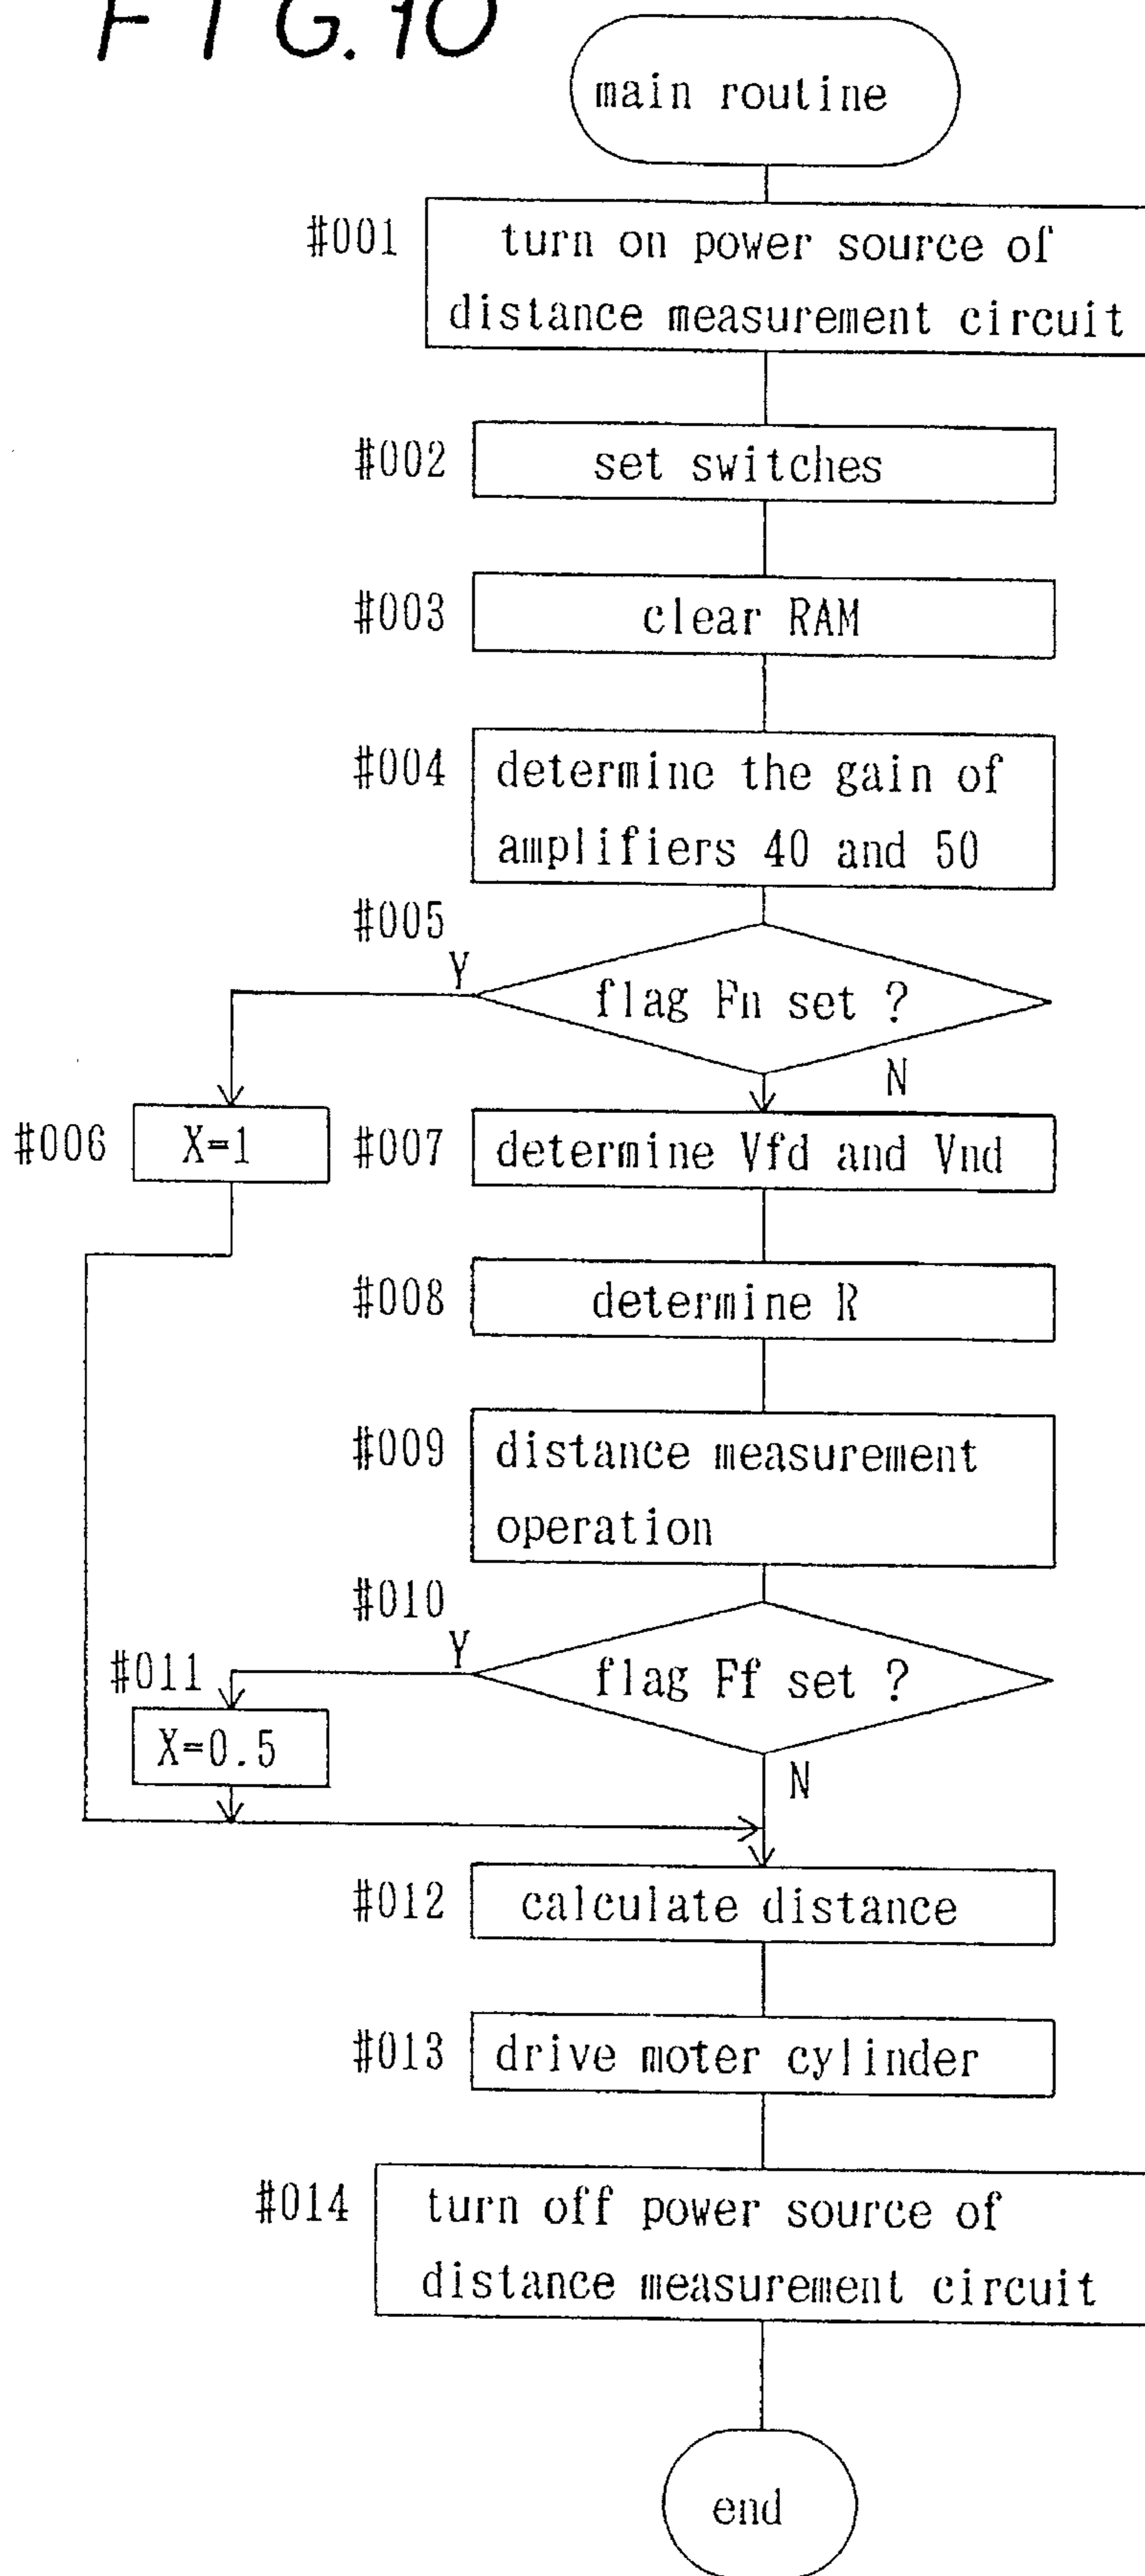 FIG. 10
main routine
#001
turn on power source of
distance measurement circuit
#002
set switches
#003
clear RAM
#004
determine the gain of
amplifiers 40 and 50
#005
Y
flag Fn set ?
N
#006
X=1
#007
determine Vfd and Vnd
#008
determine R
#009
distance measurement
operation
#010
Y
flag Ff set ?
N
#011
X=0.5
#012
calculate distance
#013
drive moter cylinder
#014
turn off power source of
distance measurement circuit
end